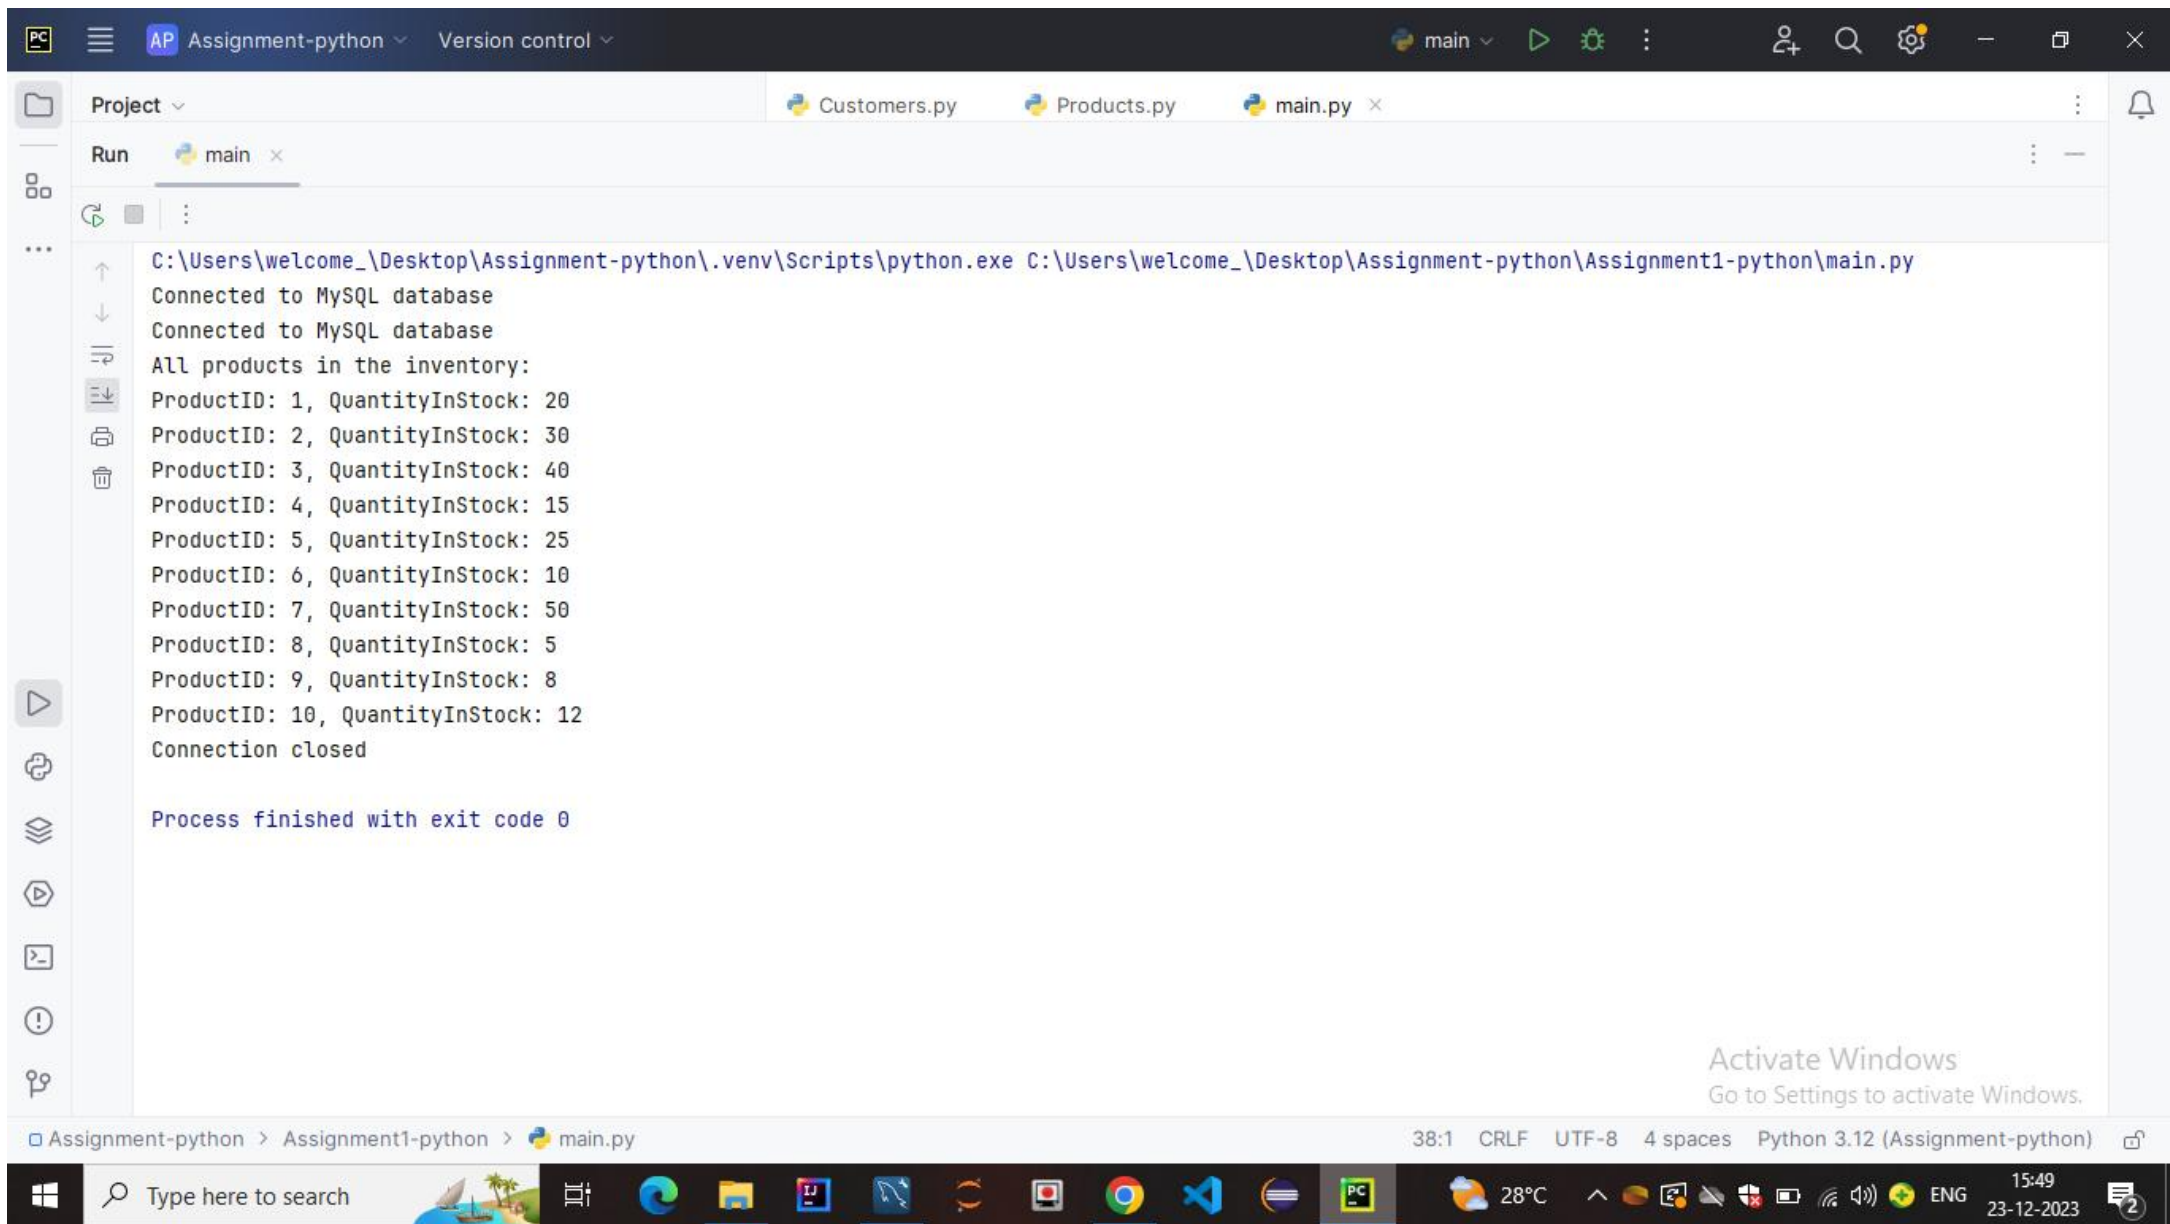 PC AP Assignment-python Version control main
Project Customers.py Products.py main.py
Run main
C:\Users\welcome_\Desktop\Assignment-python\.venv\Scripts\python.exe C:\Users\welcome_\Desktop\Assignment-python\Assignment1-python\main.py
Connected to MySQL database
Connected to MySQL database
All products in the inventory:
ProductID: 1, QuantityInStock: 20
ProductID: 2, QuantityInStock: 30
ProductID: 3, QuantityInStock: 40
ProductID: 4, QuantityInStock: 15
ProductID: 5, QuantityInStock: 25
ProductID: 6, QuantityInStock: 10
ProductID: 7, QuantityInStock: 50
ProductID: 8, QuantityInStock: 5
ProductID: 9, QuantityInStock: 8
ProductID: 10, QuantityInStock: 12
Connection closed
Process finished with exit code 0
Activate Windows
Go to Settings to activate Windows.
Assignment-python > Assignment1-python > main.py 38:1 CRLF UTF-8 4 spaces Python 3.12 (Assignment-python)
Type here to search IJ PC 28°C ENG 15:49
23-12-2023 2